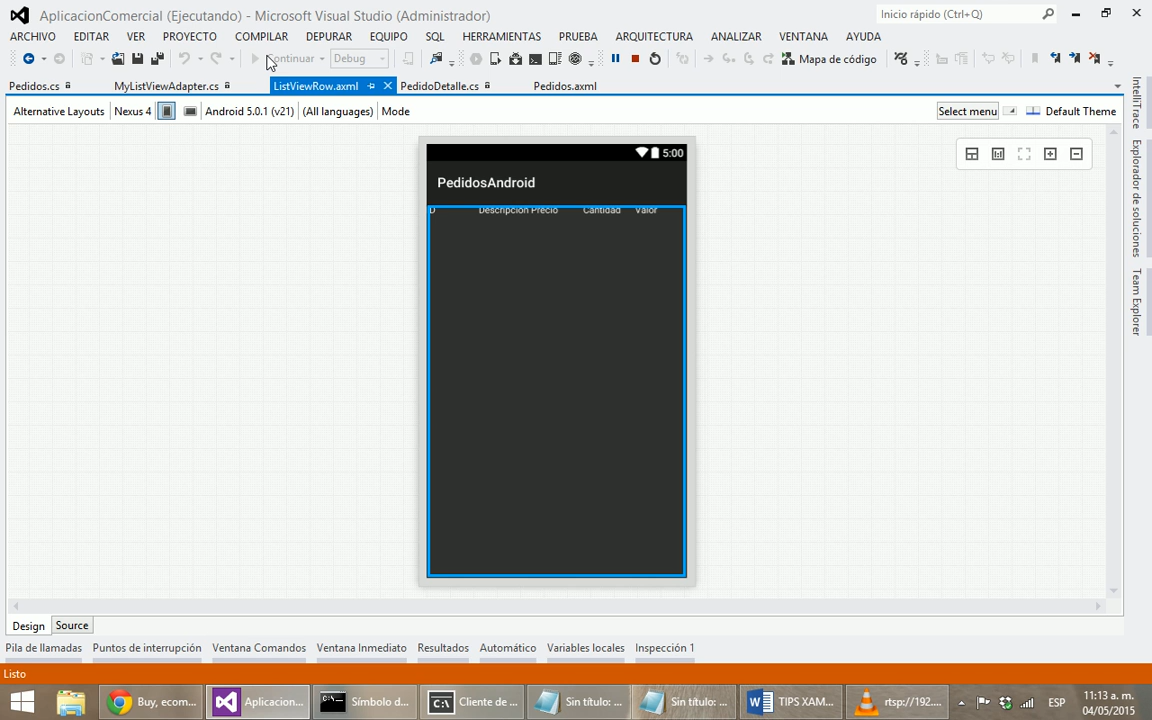 AplicacionComercial (Ejecutando) - Microsoft Visual Studio (Administrador)
Inicio rápido (Ctrl+Q)
ARCHIVO EDITAR VER PROYECTO COMPILAR DEPURAR EQUIPO SQL HERRAMIENTAS PRUEBA ARQUITECTURA ANALIZAR VENTANA AYUDA
Continuar Debug Mapa de código
Pedidos.cs MyListViewAdapter.cs ListViewRow.axml PedidoDetalle.cs Pedidos.axml
Alternative Layouts Nexus 4 Android 5.0.1 (v21) (All languages) Mode Select menu Default Theme
5:00
PedidosAndroid
D Descripcion Precio Cantidad Valor
IntelliTrace
Explorador de soluciones
Team Explorer
Design Source
Pila de llamadas Puntos de interrupción Ventana Comandos Ventana Inmediato Resultados Automático Variables locales Inspección 1
Listo
Buy, ecom... Aplicacion... Símbolo d... Cliente de ... Sin título: ... Sin título: ... TIPS XAM... rtsp://192.... ESP 11:13 a. m.
04/05/2015